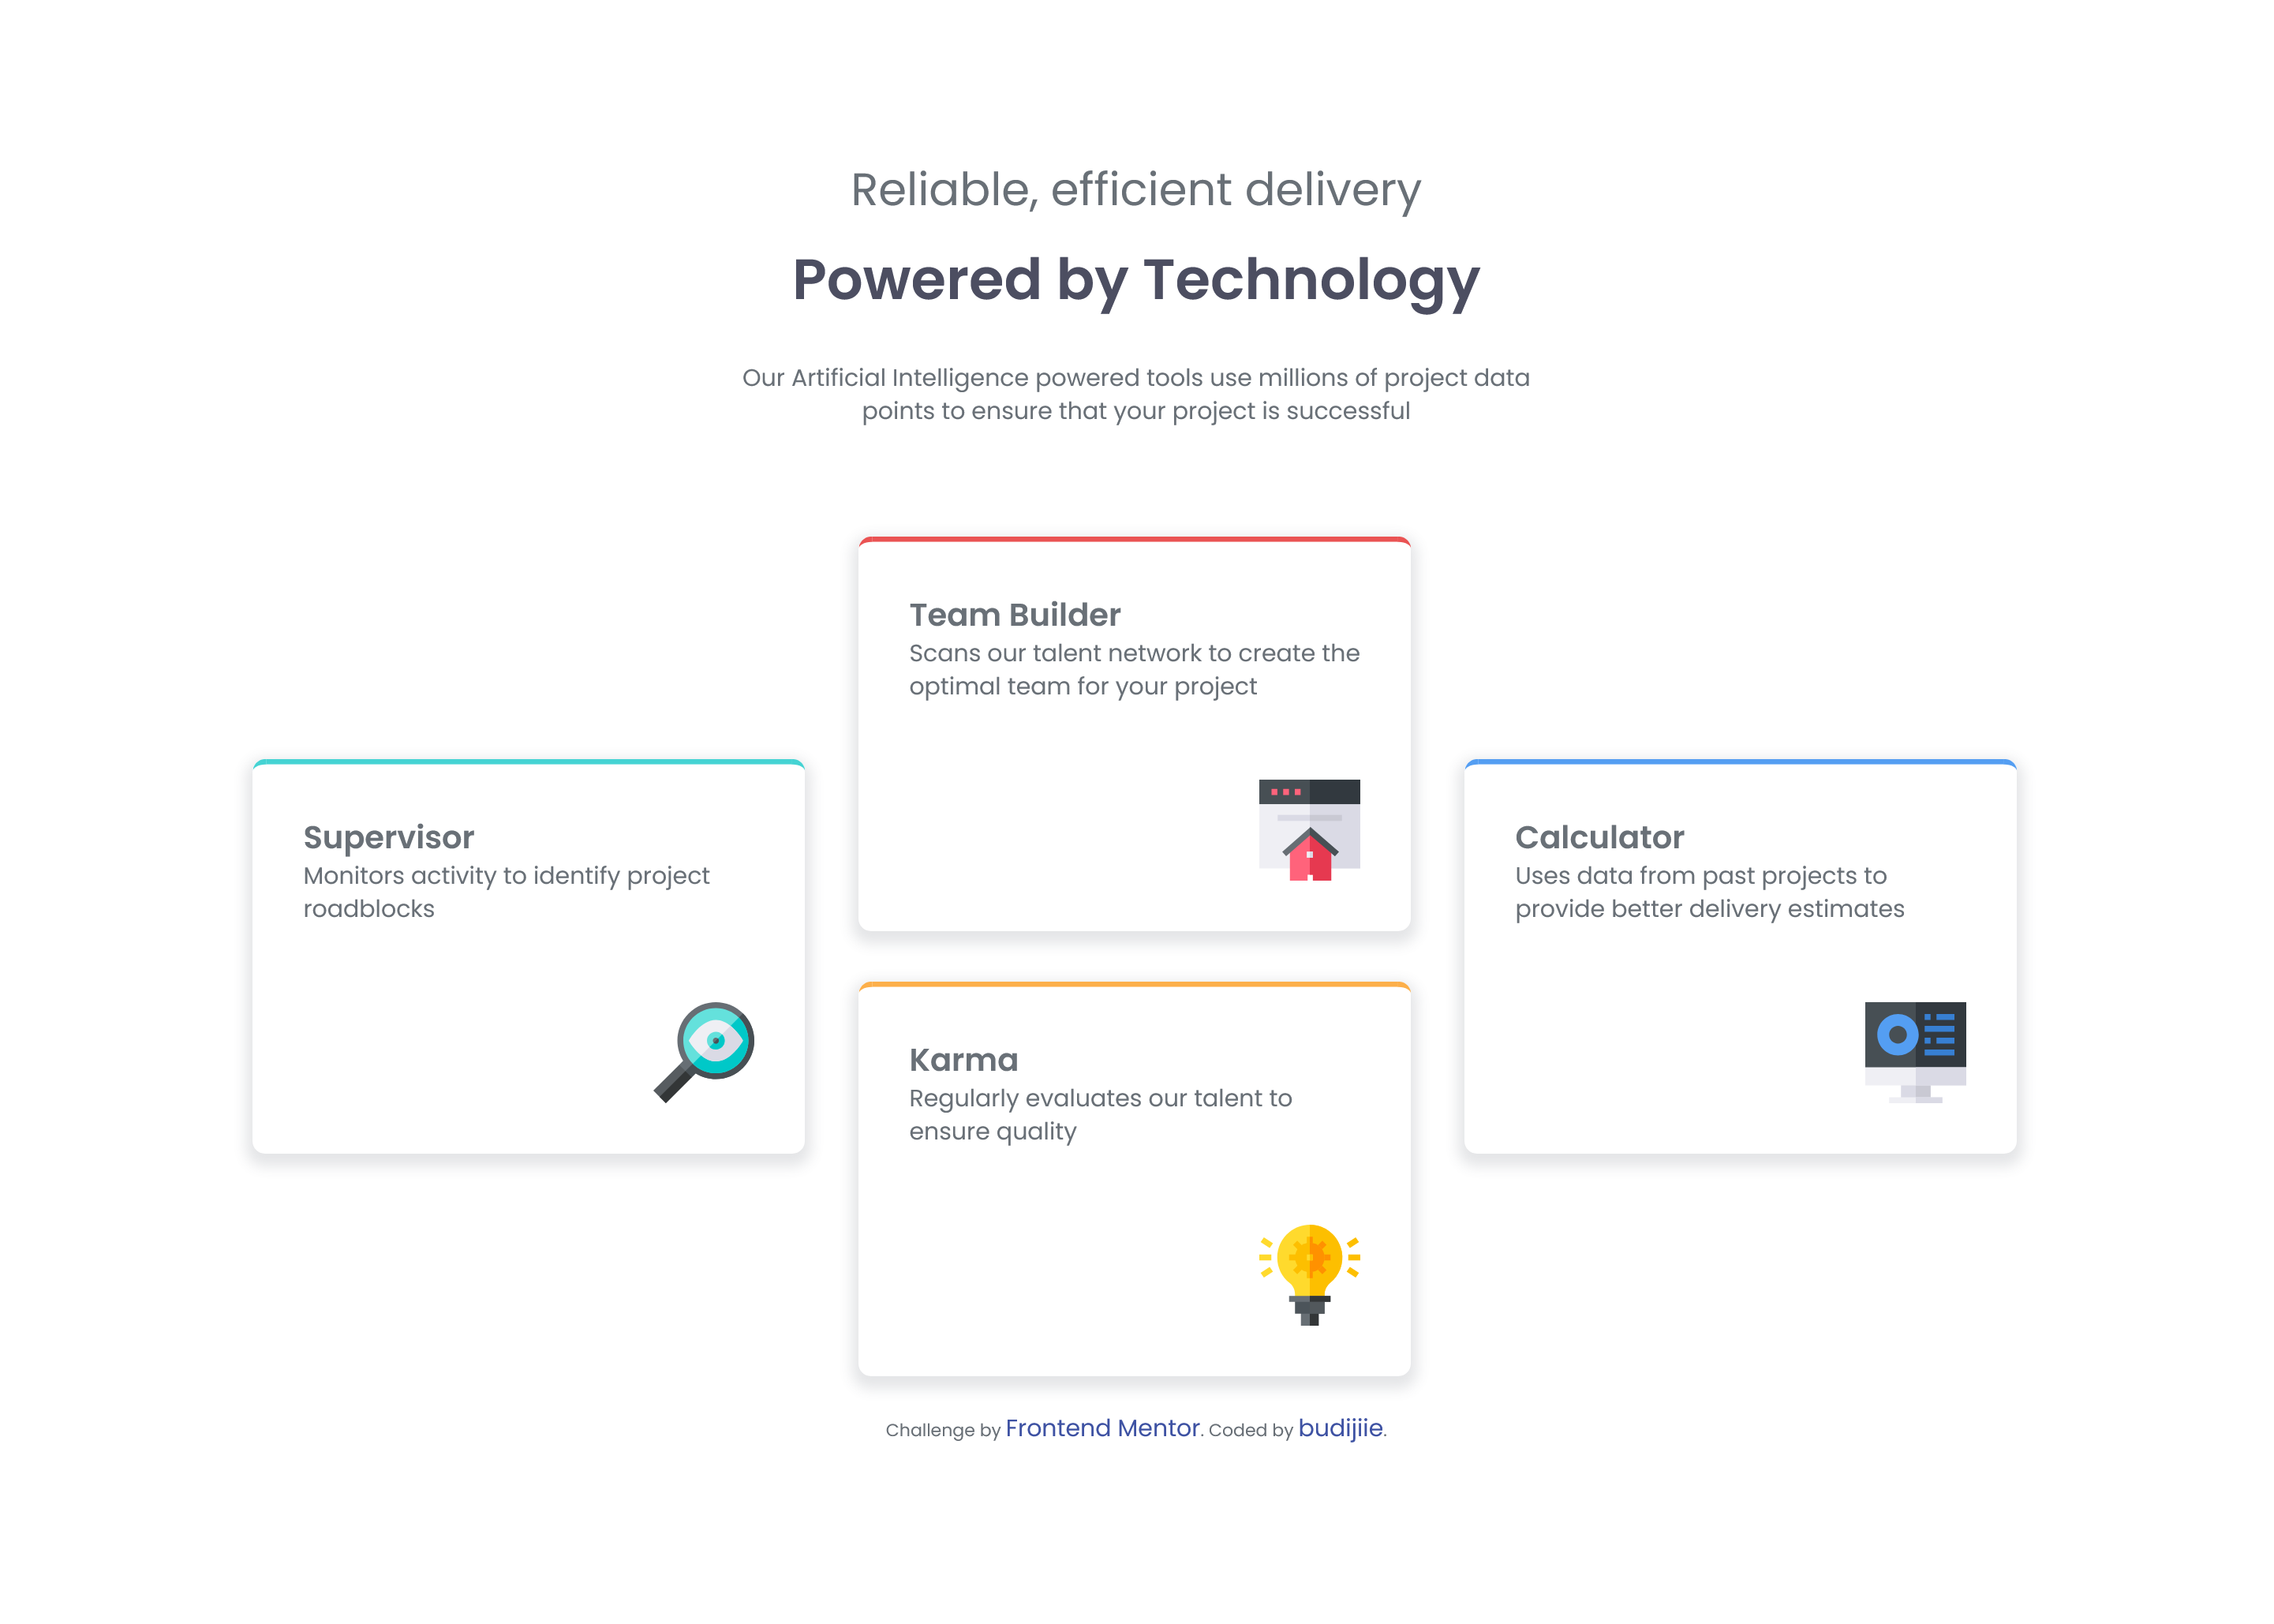 Reliable, efficient delivery
Powered by Technology
Our Artificial Intelligence powered tools use millions of project data
points to ensure that your project is successful
Supervisor
Monitors activity to identify project
roadblocks
Team Builder
Scans our talent network to create the
optimal team for your project
Karma
Regularly evaluates our talent to
ensure quality
Calculator
Uses data from past projects to
provide better delivery estimates
Challenge by Frontend Mentor. Coded by budijiie.